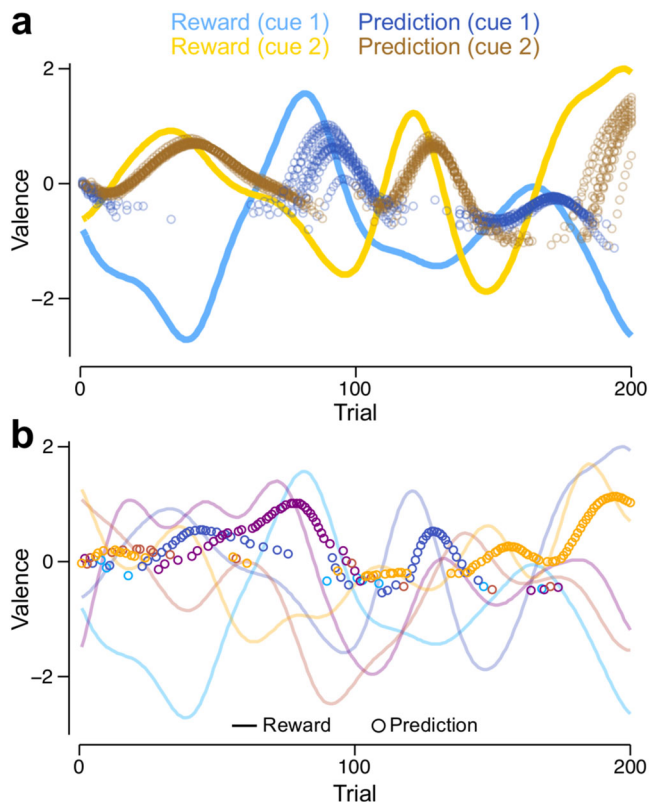 a
Reward (cue 1) Prediction (cue 1)
Reward (cue 2) Prediction (cue 2)
Valence
2
0
−2
0 100 200
Trial
b
Valence
2
0
−2
Reward Prediction
0 100 200
Trial